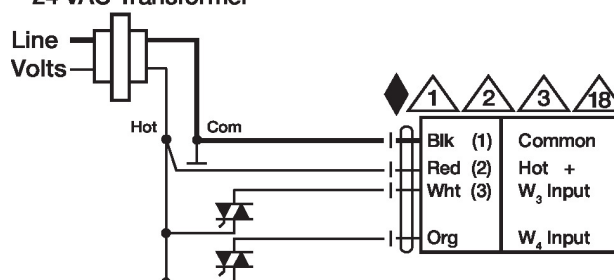 24 VAC Transformer
Line
Volts
Hot
Com
1 2 3 18
Blk (1) Common
Red (2) Hot +
Wht (3) W3 Input
Org W4 Input